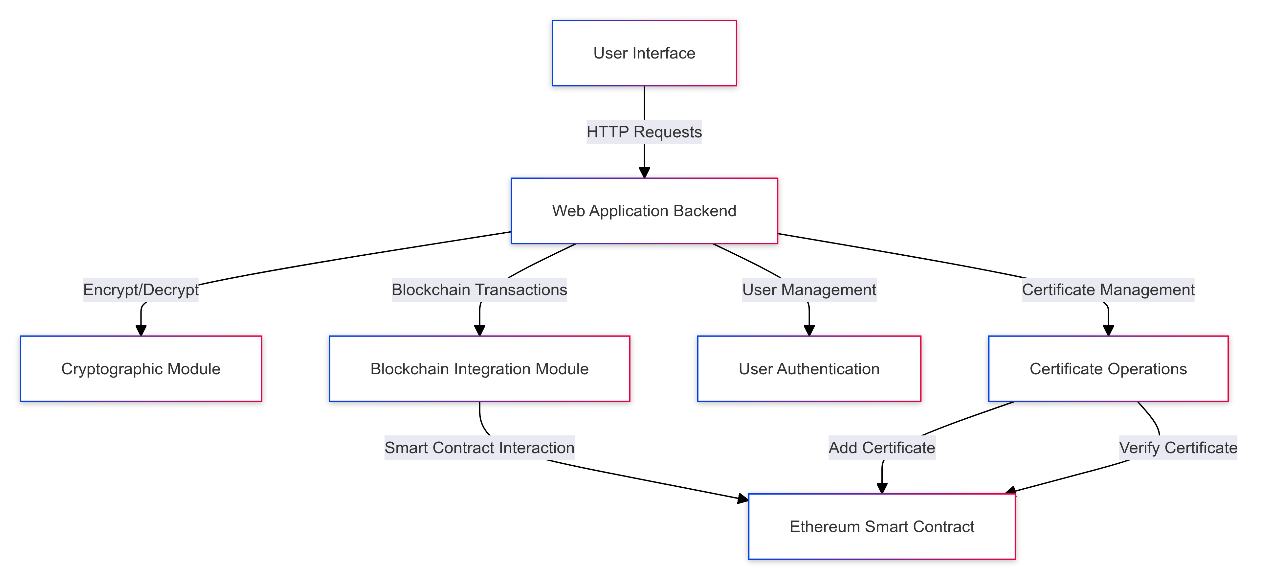 User Interface
HTTP Requests
Web Application Backend
Encrypt/Decrypt
Blockchain Transactions
User Management
Certificate Management
Cryptographic Module
Blockchain Integration Module
User Authentication
Certificate Operations
Smart Contract Interaction
Add Certificate
Verify Certificate
Ethereum Smart Contract